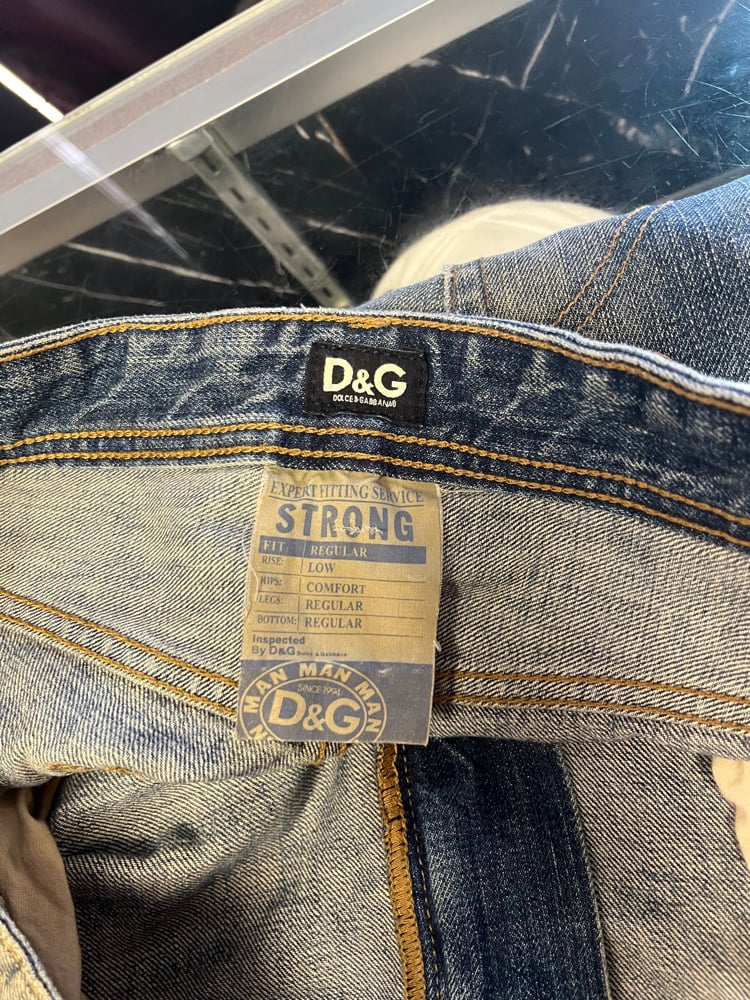 D&G
DOLCE&GABBANA
EXPERT FITTING SERVICE
STRONG
FIT: REGULAR
RISE: LOW
HIPS: COMFORT
LEGS: REGULAR
BOTTOM: REGULAR
Inspected
By D&G Dolce & Gabbana
MAN MAN MAN MAN
SINCE 1994
D&G